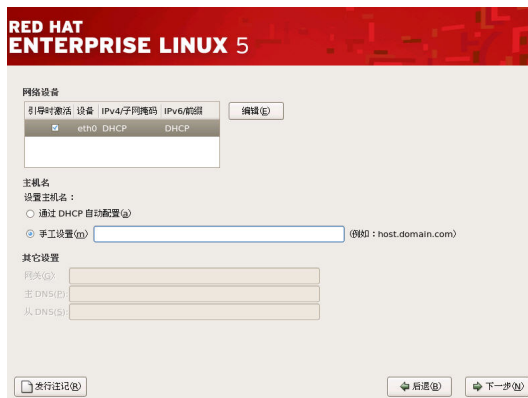 RED HAT
ENTERPRISE LINUX 5
网络设备
引导时激活 设备 IPv4/子网掩码 IPv6/前缀
编辑(E)
eth0 DHCP DHCP
主机名
设置主机名：
通过 DHCP 自动配置(a)
手工设置(m) (例如：host.domain.com)
其它设置
网关(G):
主 DNS(P):
从 DNS(S):
发行注记(R) 后退(B) 下一步(N)